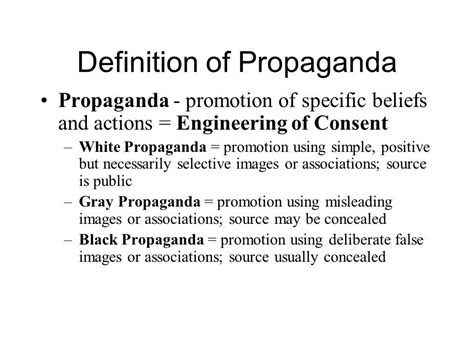 Definition of Propaganda
• Propaganda - promotion of specific beliefs
and actions = Engineering of Consent
– White Propaganda = promotion using simple, positive
but necessarily selective images or associations; source
is public
– Gray Propaganda = promotion using misleading
images or associations; source may be concealed
– Black Propaganda = promotion using deliberate false
images or associations; source usually concealed